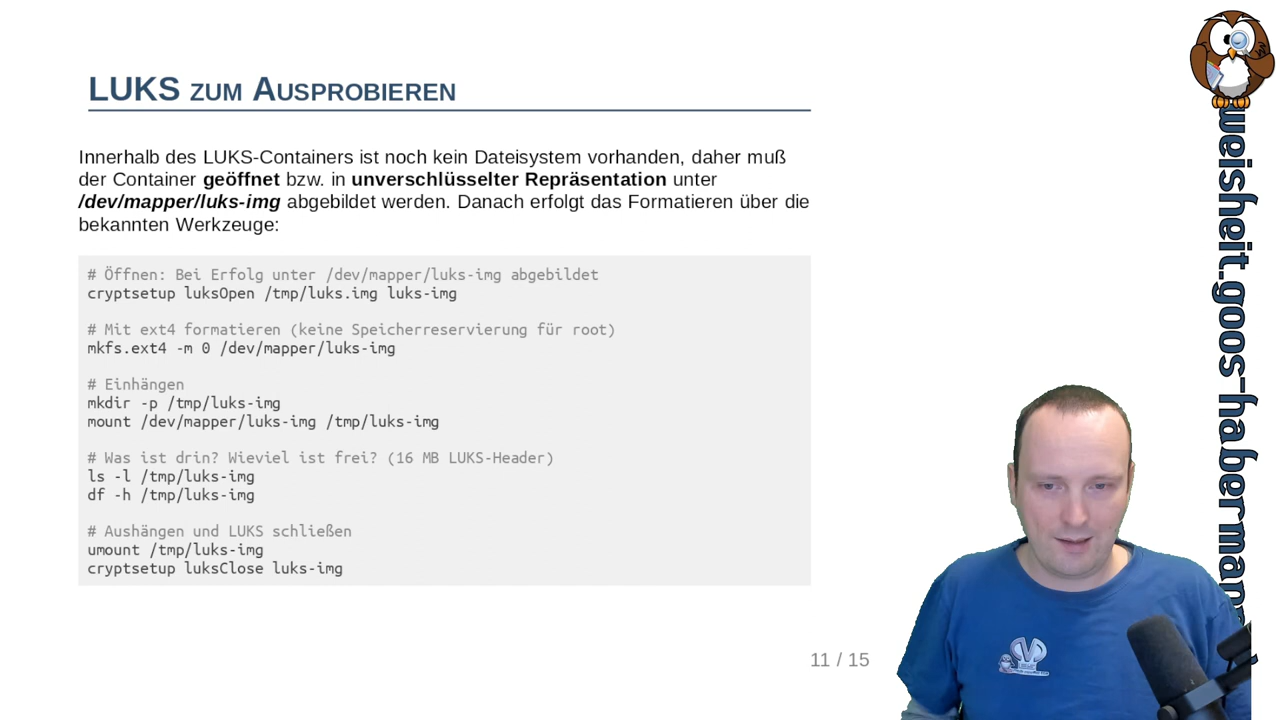 LUKS ZUM AUSPROBIEREN
Innerhalb des LUKS-Containers ist noch kein Dateisystem vorhanden, daher muß
der Container geöffnet bzw. in unverschlüsselter Repräsentation unter
/dev/mapper/luks-img abgebildet werden. Danach erfolgt das Formatieren über die
bekannten Werkzeuge:
# Öffnen: Bei Erfolg unter /dev/mapper/luks-img abgebildet
cryptsetup luksOpen /tmp/luks.img luks-img
# Mit ext4 formatieren (keine Speicherreservierung für root)
mkfs.ext4 -m 0 /dev/mapper/luks-img
# Einhängen
mkdir -p /tmp/luks-img
mount /dev/mapper/luks-img /tmp/luks-img
# Was ist drin? Wieviel ist frei? (16 MB LUKS-Header)
ls -l /tmp/luks-img
df -h /tmp/luks-img
# Aushängen und LUKS schließen
umount /tmp/luks-img
cryptsetup luksClose luks-img
11 / 15
weisheit.goos-haberman